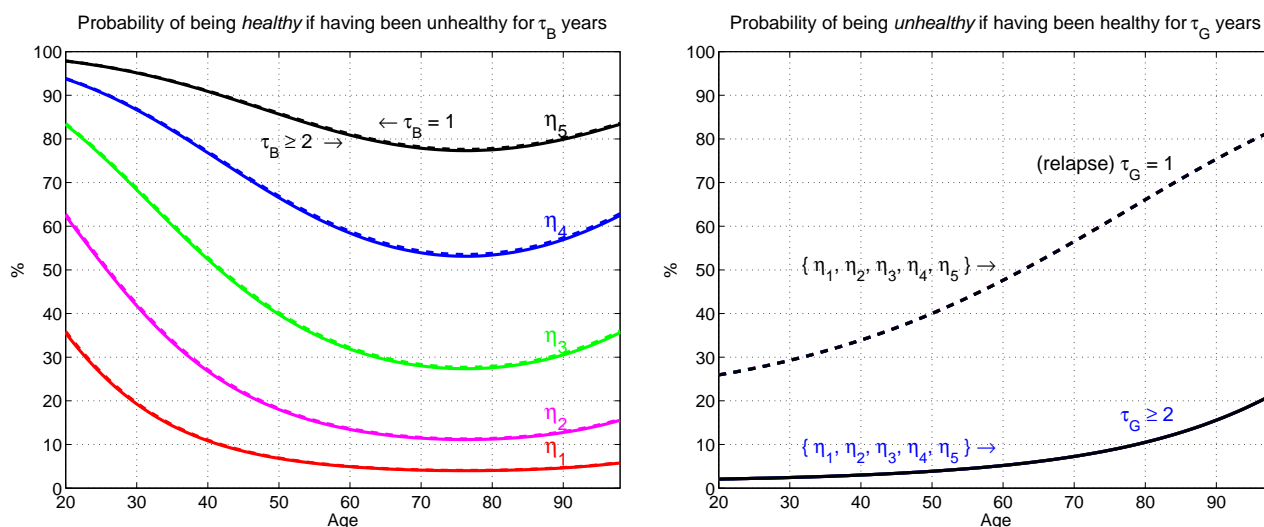 Probability of being healthy if having been unhealthy for τB years
100
90
80
70
60
50
40
30
20
10
0
%
← τB = 1
τB ≥ 2 →
η5
η4
η3
η2
η1
20 30 40 50 60 70 80 90
Age
Probability of being unhealthy if having been healthy for τG years
100
90
80
70
60
50
40
30
20
10
0
%
(relapse) τG = 1
{ η1, η2, η3, η4, η5 } →
τG ≥ 2
{ η1, η2, η3, η4, η5 } →
20 30 40 50 60 70 80 90
Age